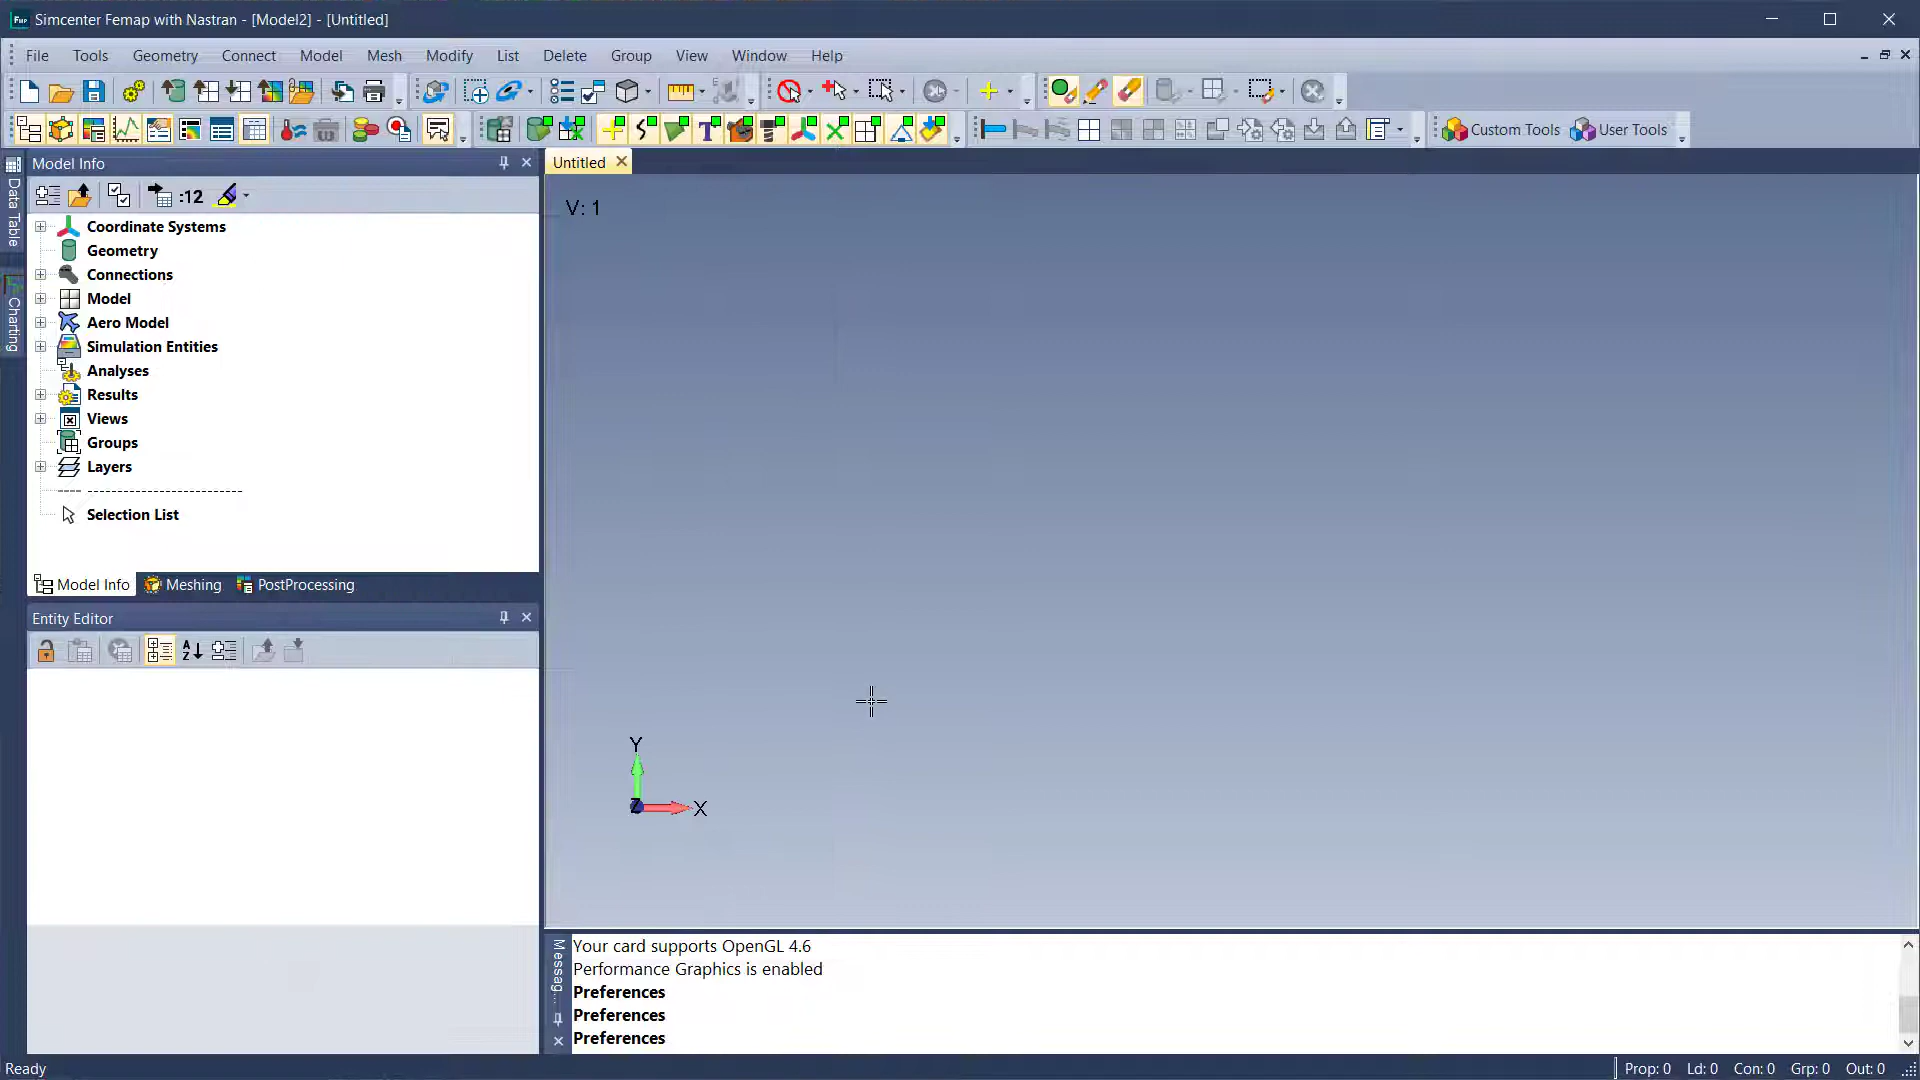 Simcenter Femap with Nastran - [Model2] - [Untitled]
File Tools Geometry Connect Model Mesh Modify List Delete Group View Window Help
Custom Tools User Tools
Data Table
Charting
Model Info
:12
Coordinate Systems
Geometry
Connections
Model
Aero Model
Simulation Entities
Analyses
Results
Views
Groups
Layers
Selection List
Model Info Meshing PostProcessing
Entity Editor
Untitled
V: 1
Y
Z
X
Messag...
Your card supports OpenGL 4.6
Performance Graphics is enabled
Preferences
Preferences
Preferences
Ready
Prop: 0 Ld: 0 Con: 0 Grp: 0 Out: 0